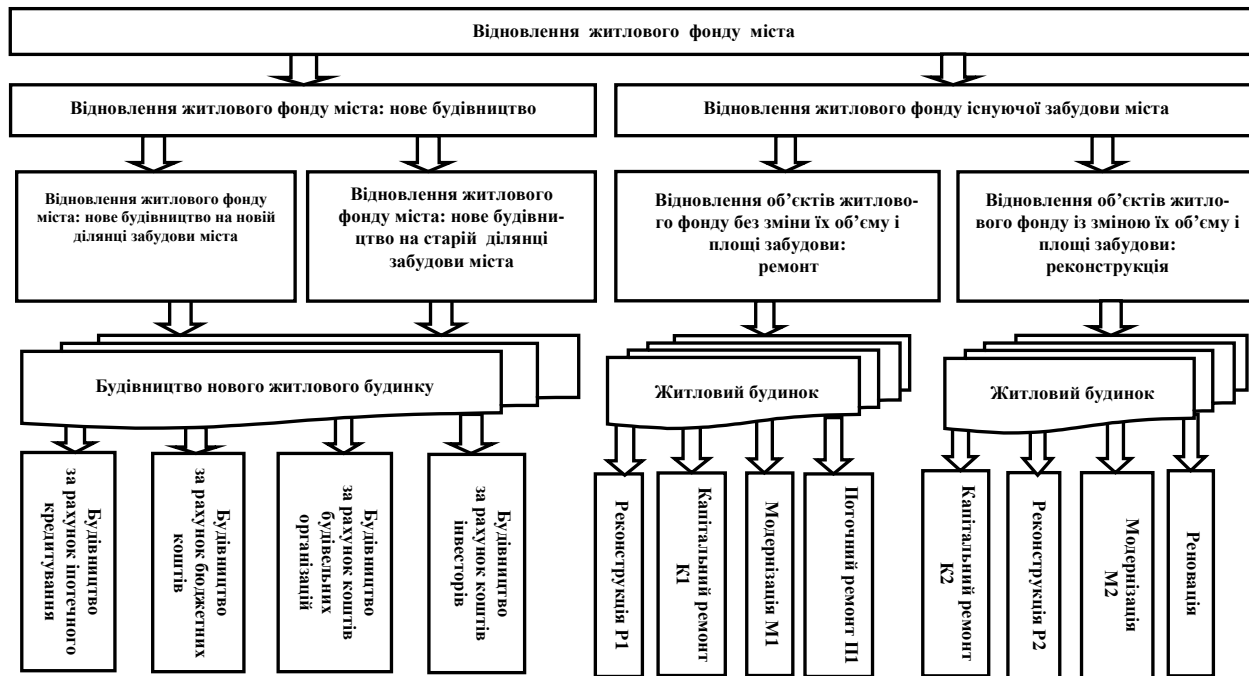 Відновлення житлового фонду міста
Відновлення житлового фонду міста: нове будівництво
Відновлення житлового фонду існуючої забудови міста
Відновлення житлового фонду
міста: нове будівництво на новій
ділянці забудови міста
Відновлення житлового
фонду міста: нове будівни-
цтво на старій ділянці
забудови міста
Відновлення об’єктів житлово-
го фонду без зміни їх об’єму і
площі забудови:
ремонт
Відновлення об’єктів житло-
вого фонду із зміною їх об’єму і
площі забудови:
реконструкція
Будівництво нового житлового будинку
Житловий будинок
Житловий будинок
Будівництво
за рахунок іпотечного
кредитування
Будівництво
за рахунок бюджетних
коштів
Будівництво
за рахунок коштів
будівельних
організацій
Будівництво
за рахунок коштів
інвесторів
Реконструкція Р1
Капітальний ремонт
К1
Модернізація М1
Поточний ремонт П1
Капітальний ремонт
К2
Реконструкція Р2
Модернізація
М2
Реновація